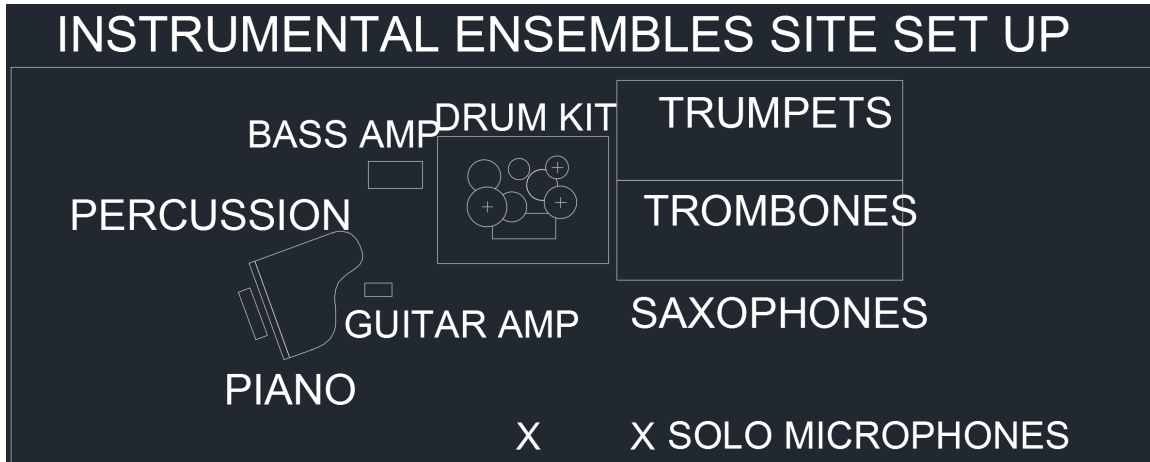 INSTRUMENTAL ENSEMBLES SITE SET UP
TRUMPETS
DRUM KIT
BASS AMP
PERCUSSION
TROMBONES
SAXOPHONES
GUITAR AMP
PIANO
X X SOLO MICROPHONES